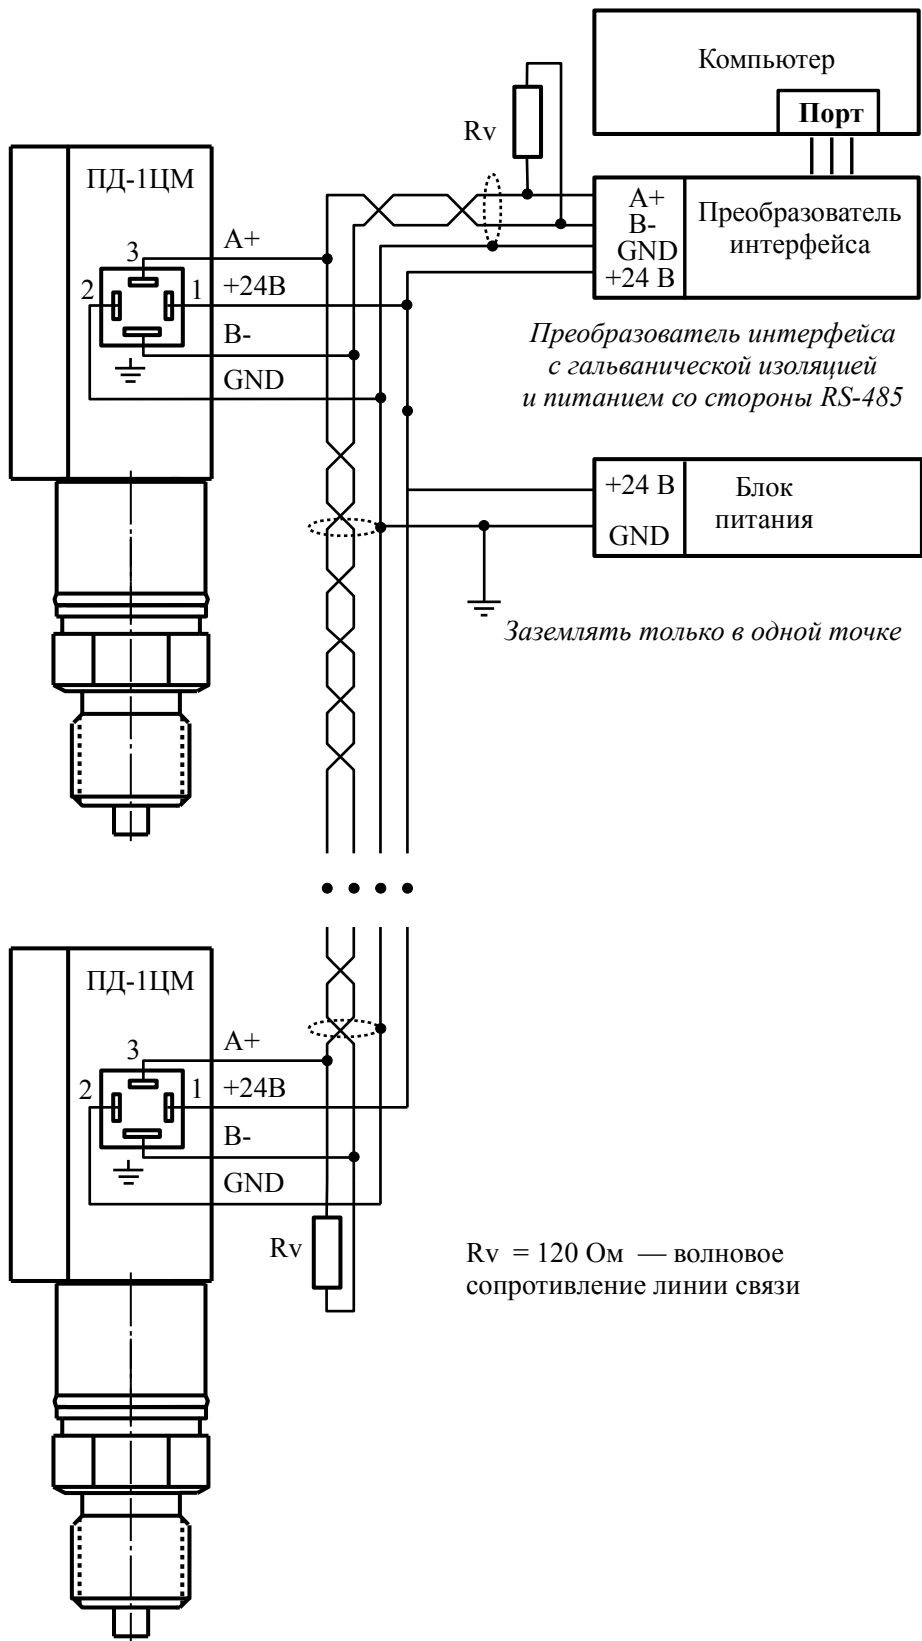 Компьютер
Порт
Rv
ПД-1ЦМ
A+
B-
GND
+24 В
Преобразователь
интерфейса
3
A+
2
1
+24В
B-
GND
Преобразователь интерфейса
с гальванической изоляцией
и питанием со стороны RS-485
+24 В
GND
Блок
питания
Заземлять только в одной точке
ПД-1ЦМ
3
A+
2
1
+24В
B-
GND
Rv
Rv = 120 Ом — волновое
сопротивление линии связи